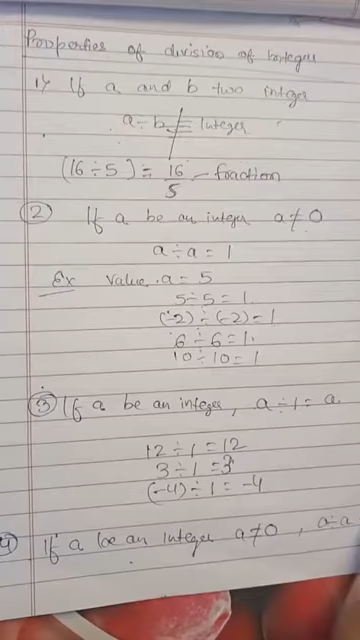 Properties of division of Integer
1) If a and b two integer
a ÷ b ≠ Integer
(16 ÷ 5) = 16/5 - fraction
② If a be an integer a ≠ 0
a ÷ a = 1
Ex value. a = 5
5 ÷ 5 = 1.
(-2) ÷ (-2) = 1
6 ÷ 6 = 1.
10 ÷ 10 = 1
③ If a be an integer, a ÷ 1 = a.
12 ÷ 1 = 12
3 ÷ 1 = 3
(-4) ÷ 1 = -4
④ If a be an Integer a ≠ 0, a ÷ a